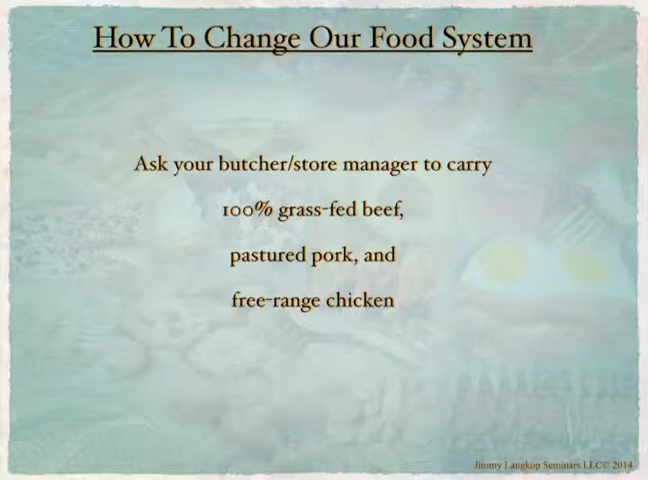 How To Change Our Food System
Ask your butcher/store manager to carry
100% grass-fed beef,
pastured pork, and
free-range chicken
Jimmy Langkop Seminars LLC© 2014